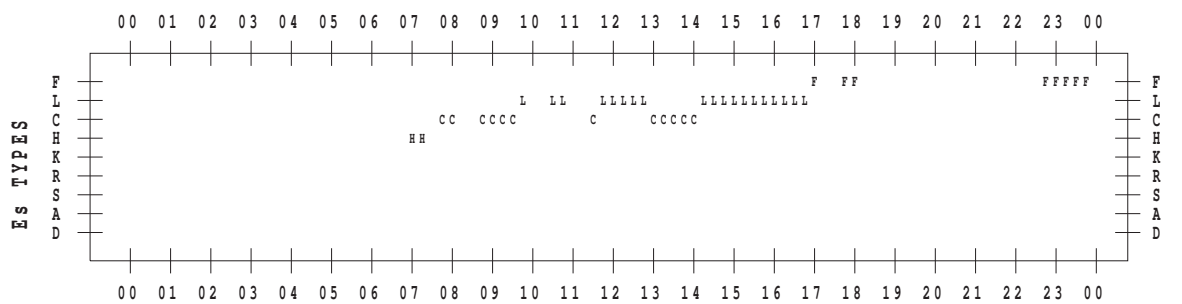 00 01 02 03 04 05 06 07 08 09 10 11 12 13 14 15 16 17 18 19 20 21 22 23 00
F F FF FFFFF F
L L LL LLLLL LLLLLLLLLLL L
C CC CCCC C CCCCC C
H HH H
K K
R R
S S
A A
D D
Es TYPES
00 01 02 03 04 05 06 07 08 09 10 11 12 13 14 15 16 17 18 19 20 21 22 23 00